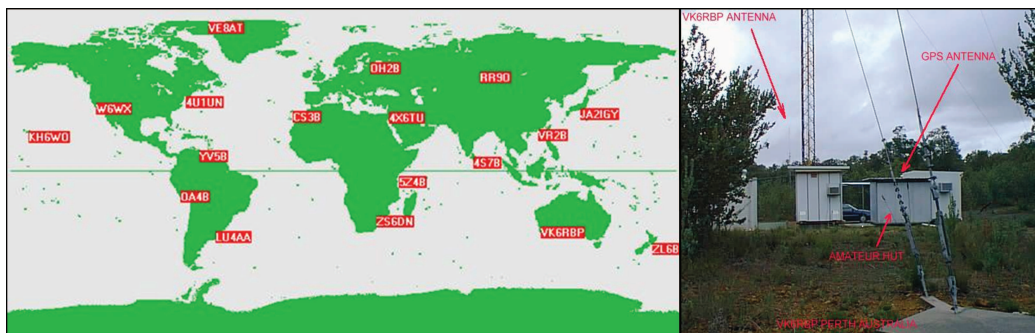 VE8AT
OH2B
RR9O
W6WX
4U1UN
CS3B
4X6TU
JA2IGY
KH6WO
VR2B
YV5B
4S7B
5Z4B
OA4B
ZS6DN
LU4AA
VK6RBP
ZL6B
VK6RBP ANTENNA
GPS ANTENNA
AMATEUR HUT
VK6RBP PERTH AUSTRALIA